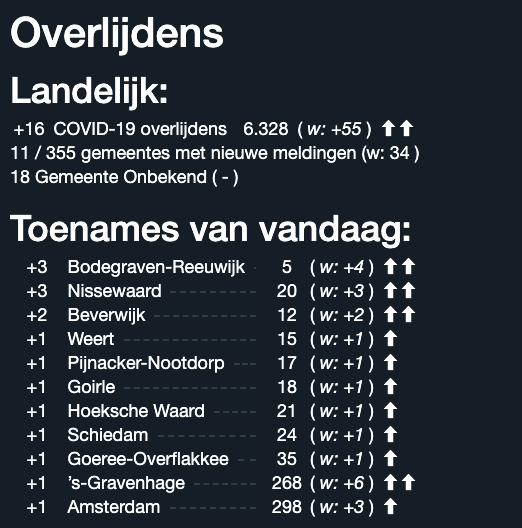 Overlijdens
Landelijk:
+16 COVID-19 overlijdens 6.328 ( w: +55 ) ⬆⬆
11 / 355 gemeentes met nieuwe meldingen (w: 34 )
18 Gemeente Onbekend ( - )
Toenames van vandaag:
+3 Bodegraven-Reeuwijk - 5 ( w: +4 ) ⬆⬆
+3 Nissewaard --------- 20 ( w: +3 ) ⬆⬆
+2 Beverwijk ---------- 12 ( w: +2 ) ⬆⬆
+1 Weert ------------- 15 ( w: +1 ) ⬆
+1 Pijnacker-Nootdorp --- 17 ( w: +1 ) ⬆
+1 Goirle ------------- 18 ( w: +1 ) ⬆
+1 Hoeksche Waard ----- 21 ( w: +1 ) ⬆
+1 Schiedam ---------- 24 ( w: +1 ) ⬆
+1 Goeree-Overflakkee -- 35 ( w: +1 ) ⬆
+1 's-Gravenhage ------- 268 ( w: +6 ) ⬆⬆
+1 Amsterdam --------- 298 ( w: +3 ) ⬆